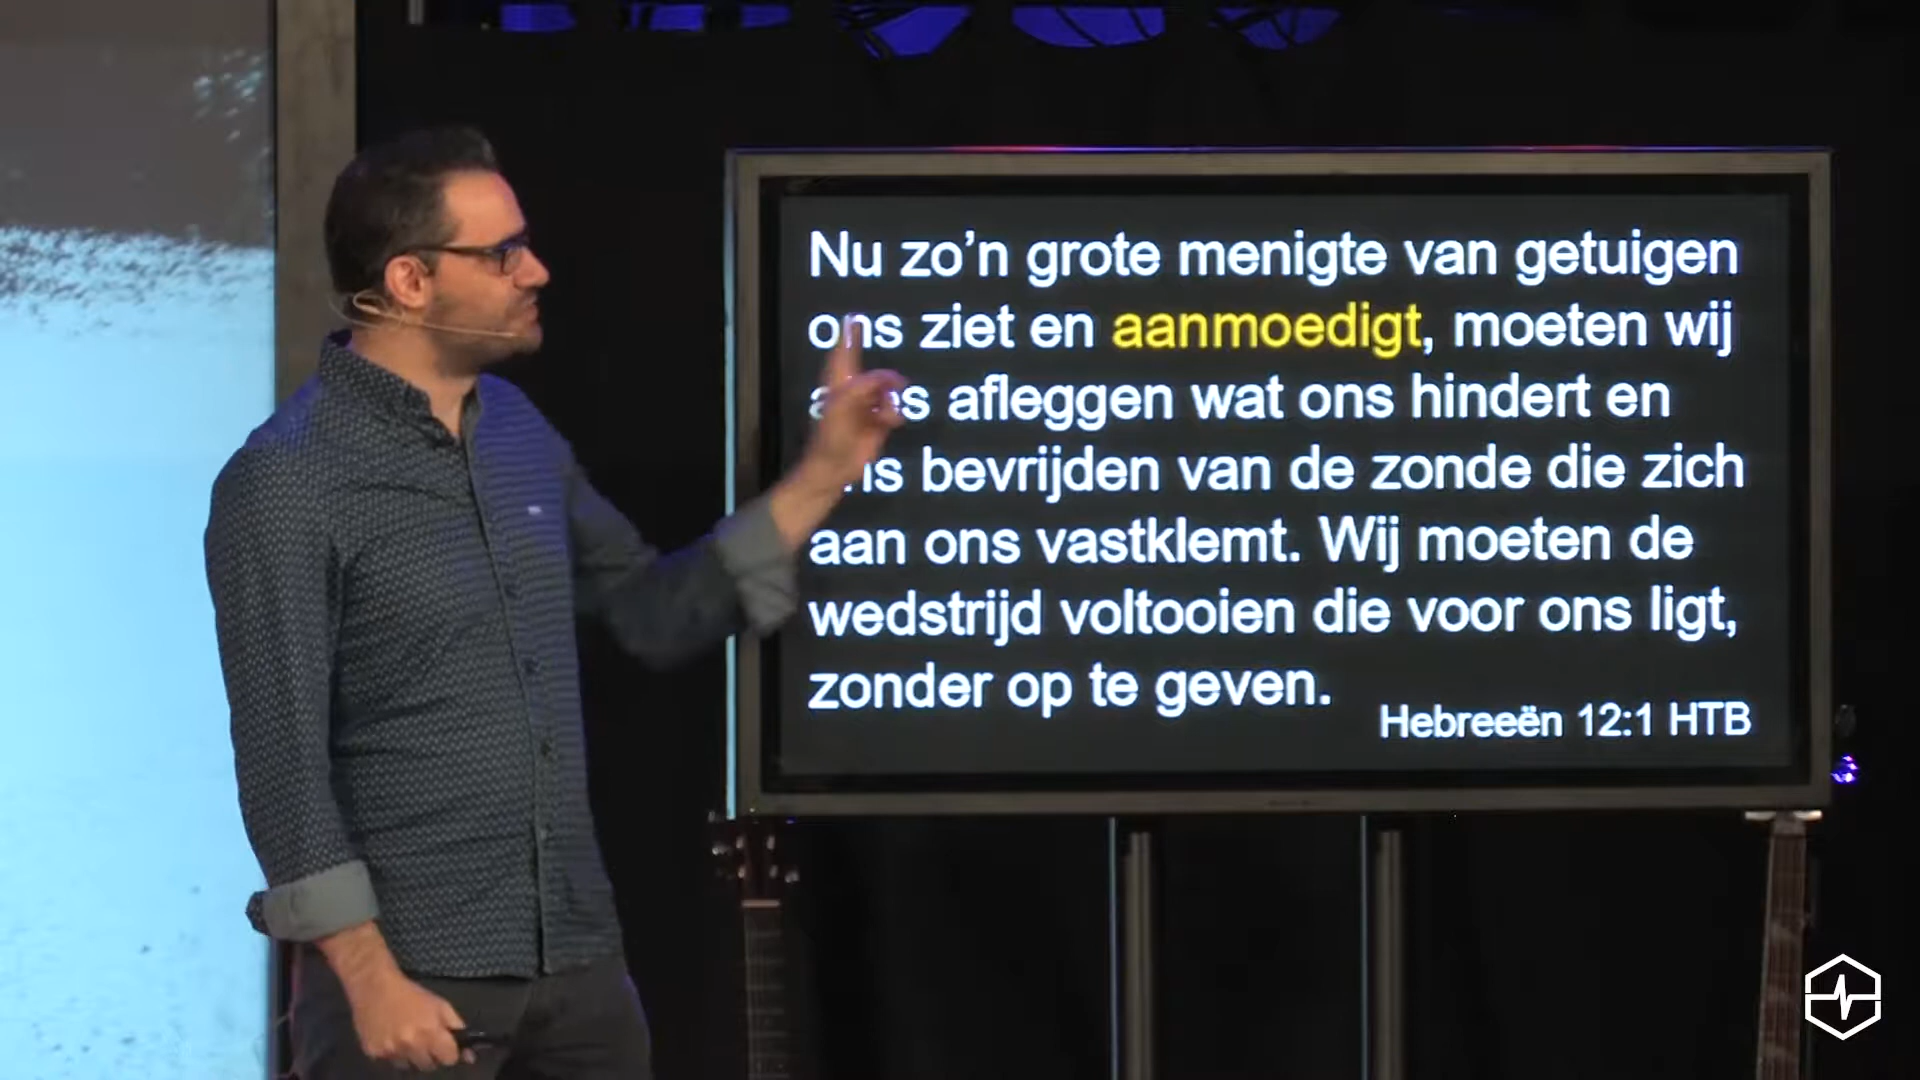 Nu zo’n grote menigte van getuigen
ons ziet en aanmoedigt, moeten wij
afleggen wat ons hindert en
bevrijden van de zonde die zich
aan ons vastklemt. Wij moeten de
wedstrijd voltooien die voor ons ligt,
zonder op te geven.
Hebreeën 12:1 HTB